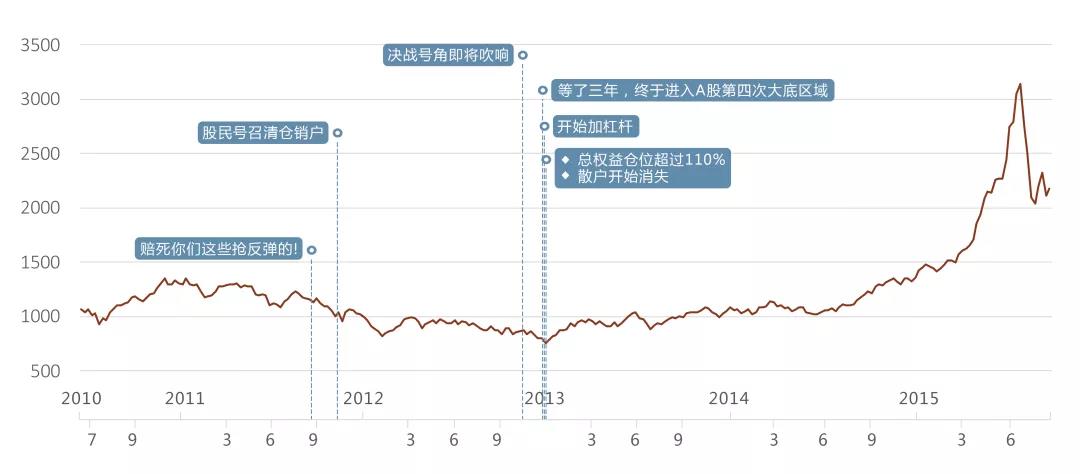 3500
决战号角即将吹响
等了三年，终于进入A股第四次大底区域
3000
开始加杠杆
股民号召清仓销户
2500
◆ 总权益仓位超过110%
◆ 散户开始消失
2000
赔死你们这些抢反弹的!
1500
1000
500
2010 2011 2012 2013 2014 2015
7 9 3 6 9 3 6 9 3 6 9 3 6 9 3 6